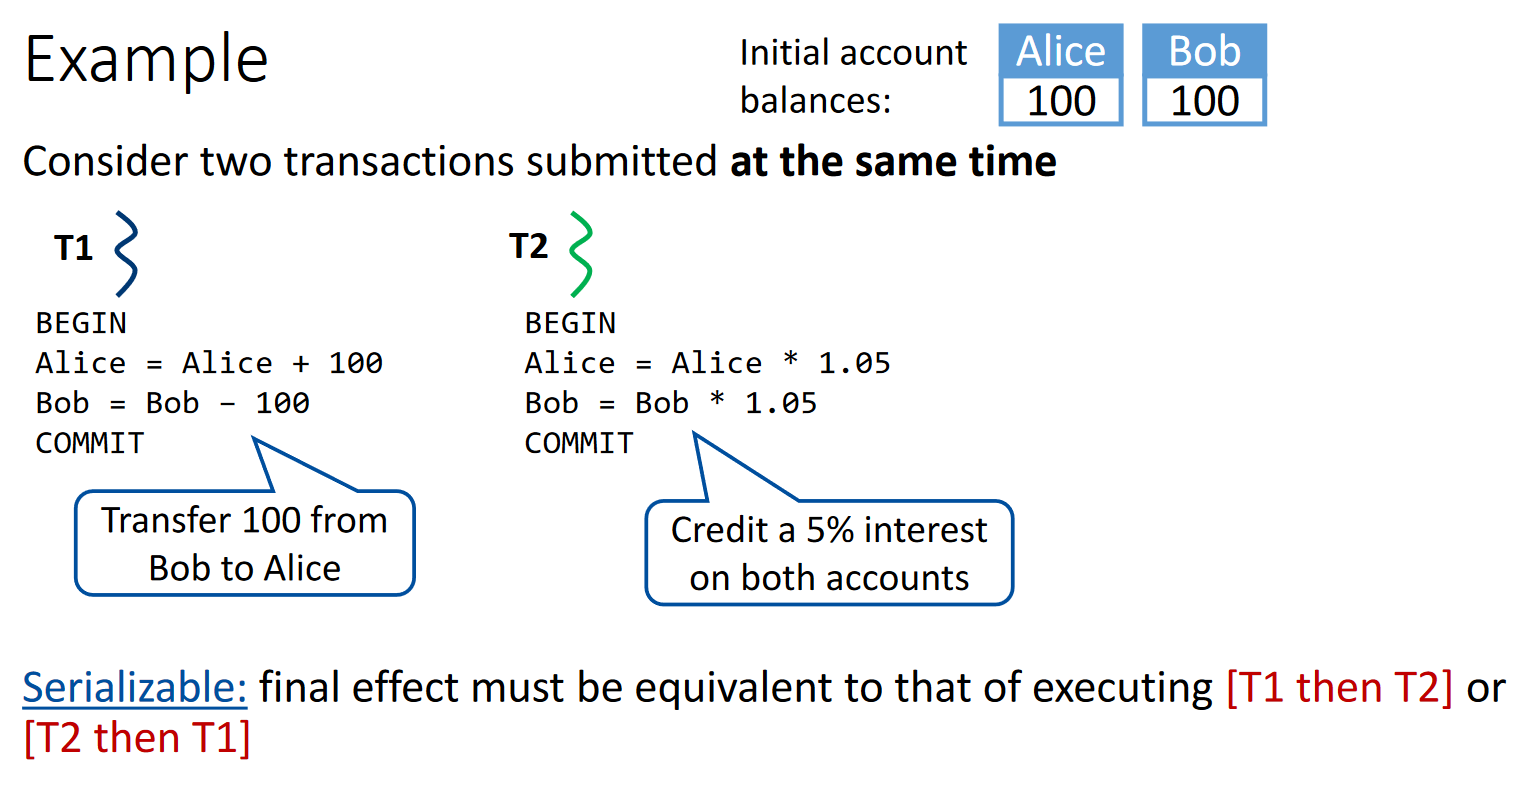 Example
Initial account
balances:
Alice
Bob
100
100
Consider two transactions submitted at the same time
T1
T2
BEGIN
Alice = Alice + 100
Bob = Bob – 100
COMMIT
BEGIN
Alice = Alice * 1.05
Bob = Bob * 1.05
COMMIT
Transfer 100 from
Bob to Alice
Credit a 5% interest
on both accounts
Serializable: final effect must be equivalent to that of executing [T1 then T2] or
[T2 then T1]